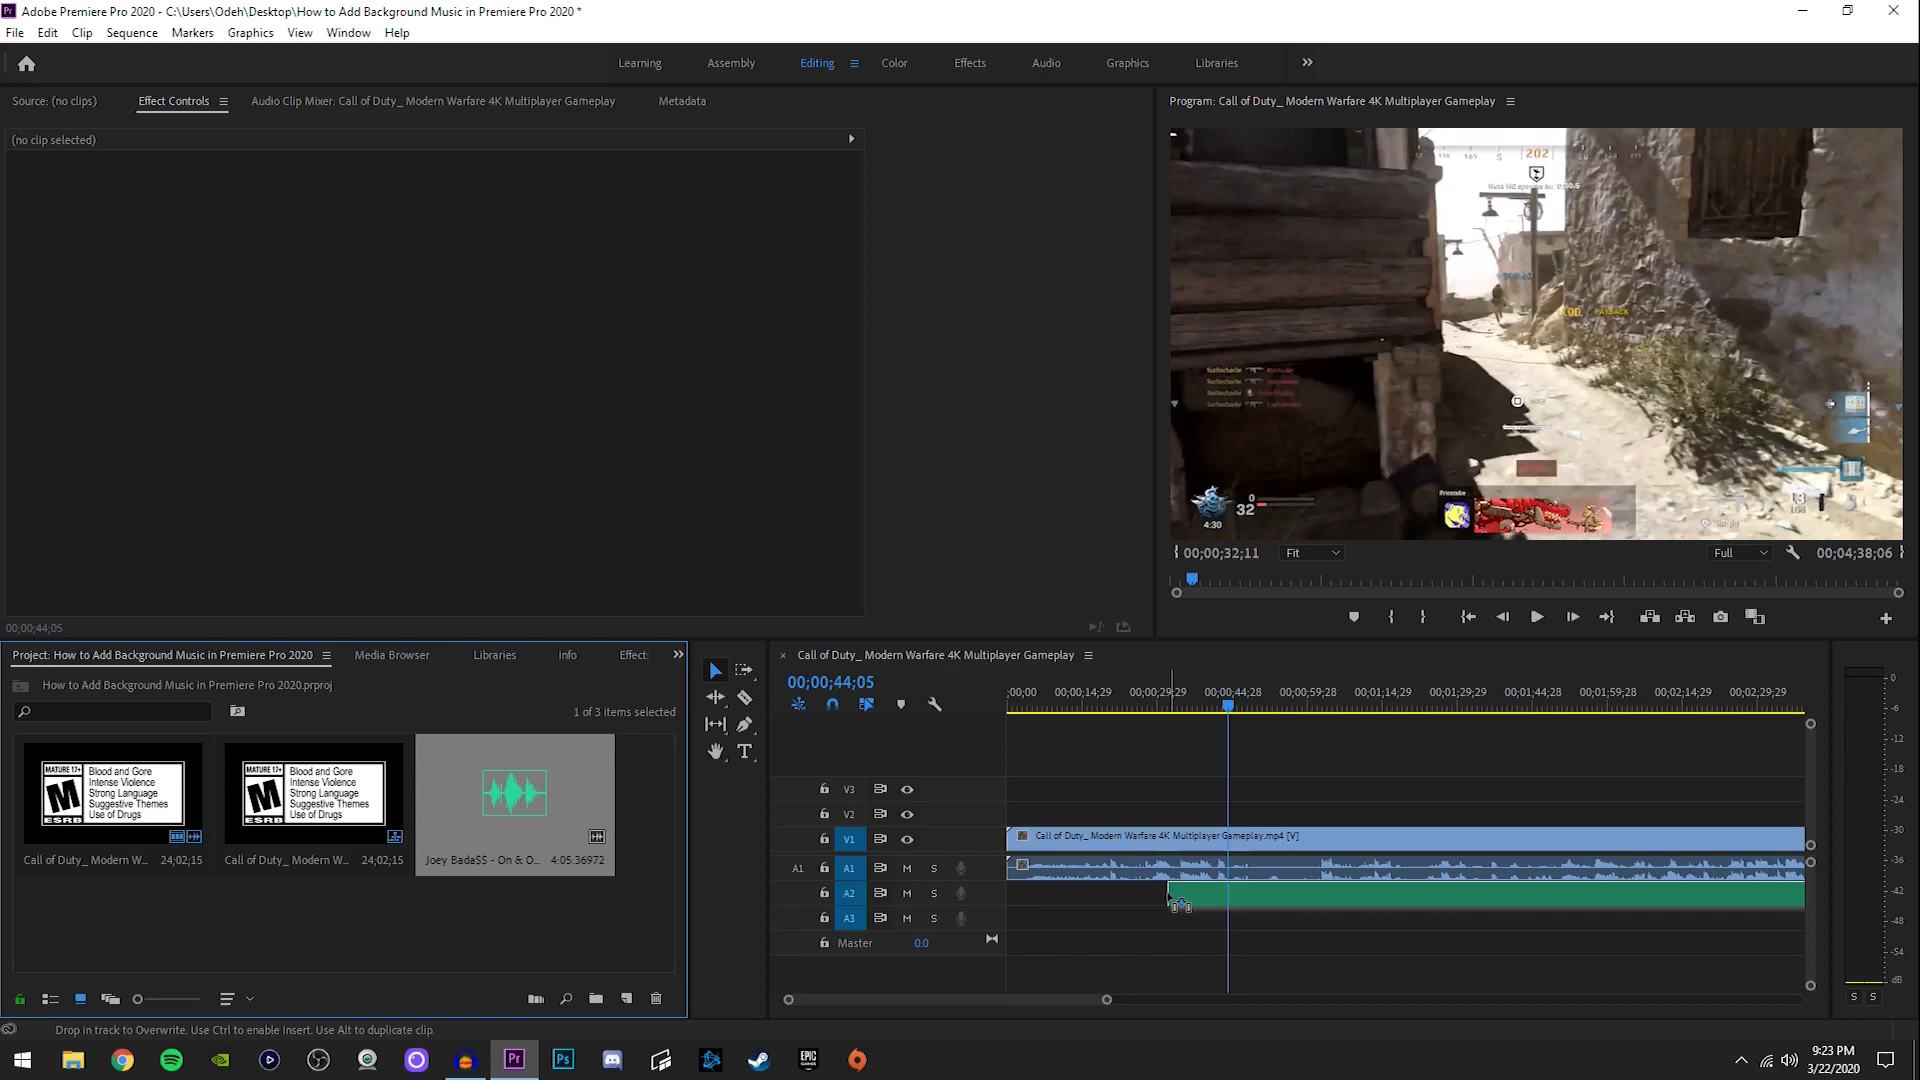 Adobe Premiere Pro 2020 - C:\Users\Odeh\Desktop\How to Add Background Music in Premiere Pro 2020 *
File Edit Clip Sequence Markers Graphics View Window Help
Learning Assembly Editing Color Effects Audio Graphics Libraries
Source: (no clips) Effect Controls Audio Clip Mixer: Call of Duty_ Modern Warfare 4K Multiplayer Gameplay Metadata
Program: Call of Duty_ Modern Warfare 4K Multiplayer Gameplay
(no clip selected)
202
PAYBACK
0
32
4:30
00;00;32;11 Fit Full 00;04;38;06
00;00;44;05
Project: How to Add Background Music in Premiere Pro 2020 Media Browser Libraries Info Effect
How to Add Background Music in Premiere Pro 2020.prproj
1 of 3 items selected
MATURE 17+
M
ESRB
Blood and Gore
Intense Violence
Strong Language
Suggestive Themes
Use of Drugs
MATURE 17+
M
ESRB
Blood and Gore
Intense Violence
Strong Language
Suggestive Themes
Use of Drugs
Call of Duty_ Modern W... 24;02;15
Call of Duty_ Modern W... 24;02;15
Joey Bada$$ - On & O... 4:05:36972
Call of Duty_ Modern Warfare 4K Multiplayer Gameplay
00;00;44;05
;00;00 00;00;14;29 00;00;29;29 00;00;44;28 00;00;59;28 00;01;14;29 00;01;29;29 00;01;44;28 00;01;59;28 00;02;14;29 00;02;29;29
V3
V2
V1 Call of Duty_ Modern Warfare 4K Multiplayer Gameplay.mp4 [V]
A1 A1 M S
A2 M S
A3 M S
Master 0.0
0
-6
-12
-18
-24
-30
-36
-42
-48
-54
dB
S S
Drop in track to Overwrite. Use Ctrl to enable Insert. Use Alt to duplicate clip.
Pr Ps EPIC GAMES
9:23 PM
3/22/2020